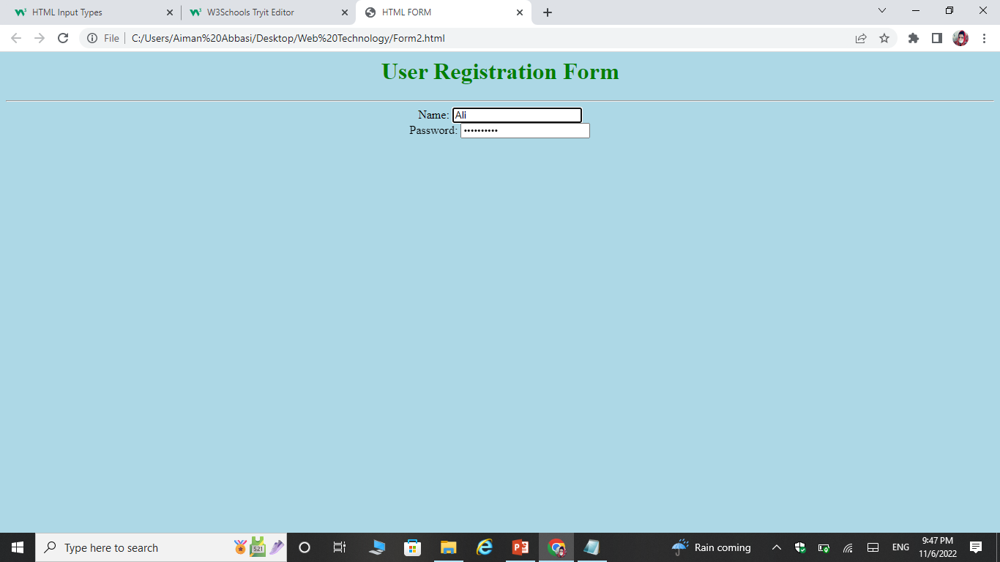 HTML Input Types
W3Schools Tryit Editor
HTML FORM
File
C:/Users/Aiman%20Abbasi/Desktop/Web%20Technology/Form2.html
User Registration Form
Name: Ali
Password: ••••••••••
Type here to search
521
Rain coming
ENG
9:47 PM
11/6/2022